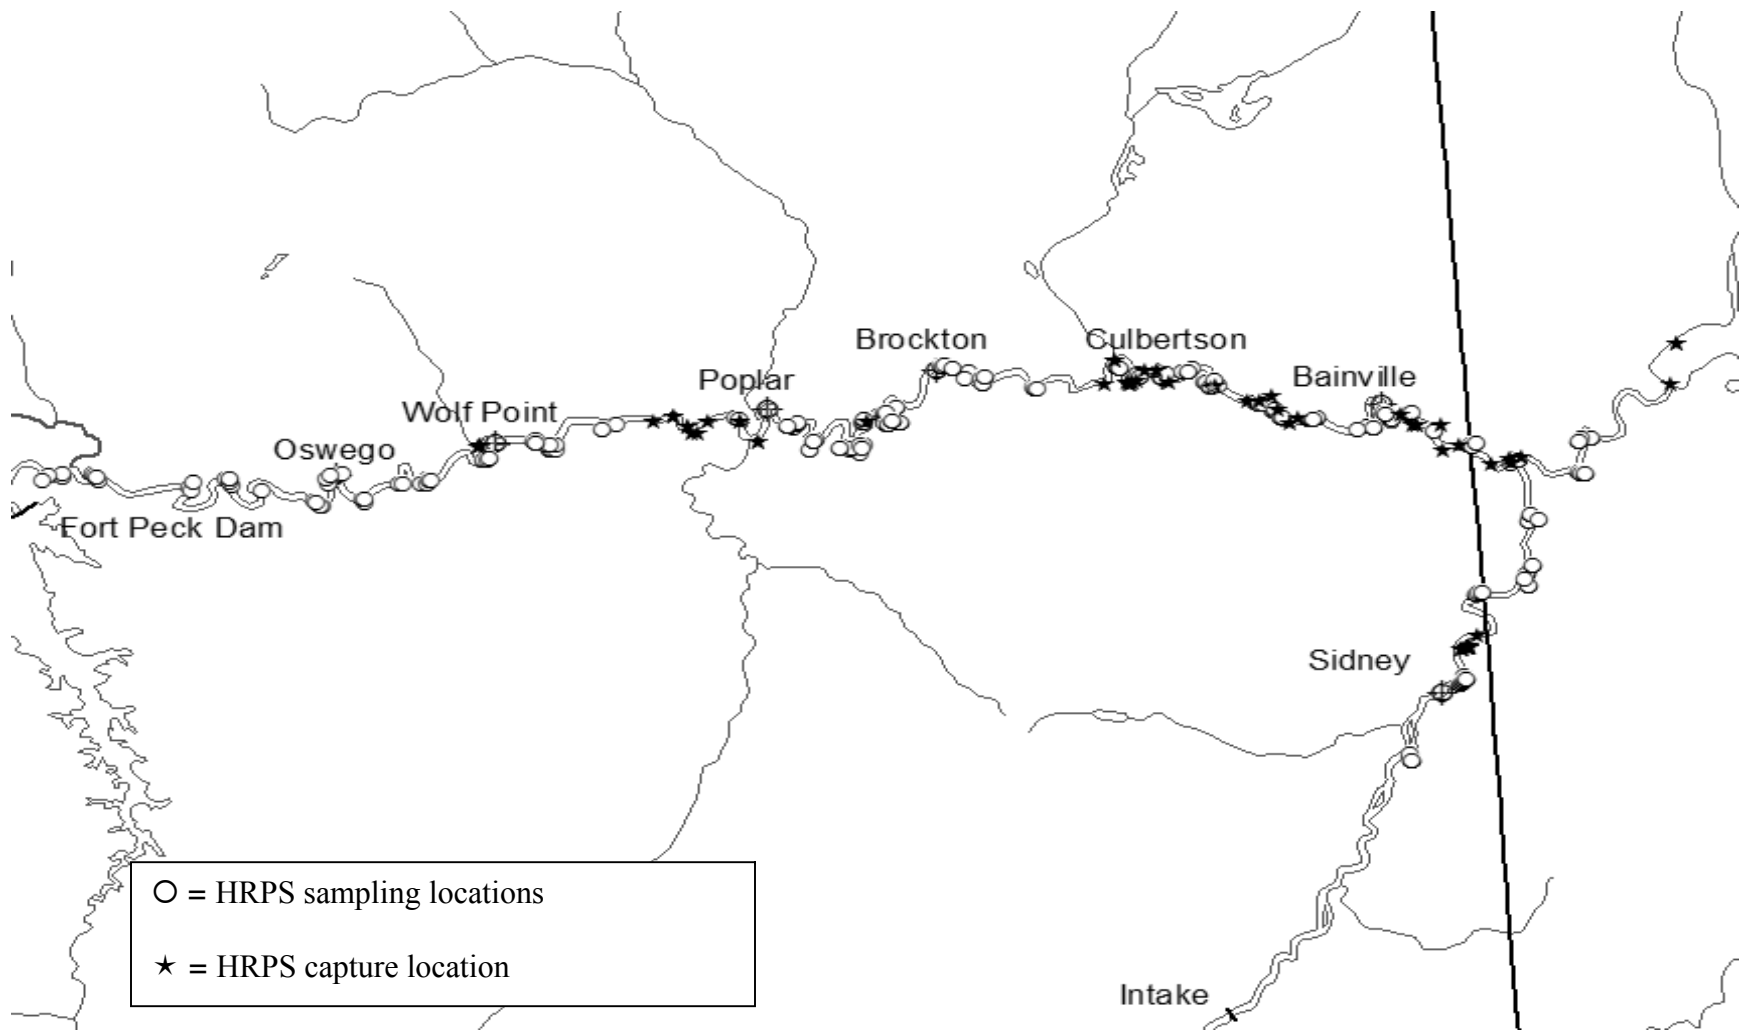 Brockton
Culbertson
Poplar
Bainville
Wolf Point
Oswego
Fort Peck Dam
Sidney
○ = HRPS sampling locations
★ = HRPS capture location
Intake